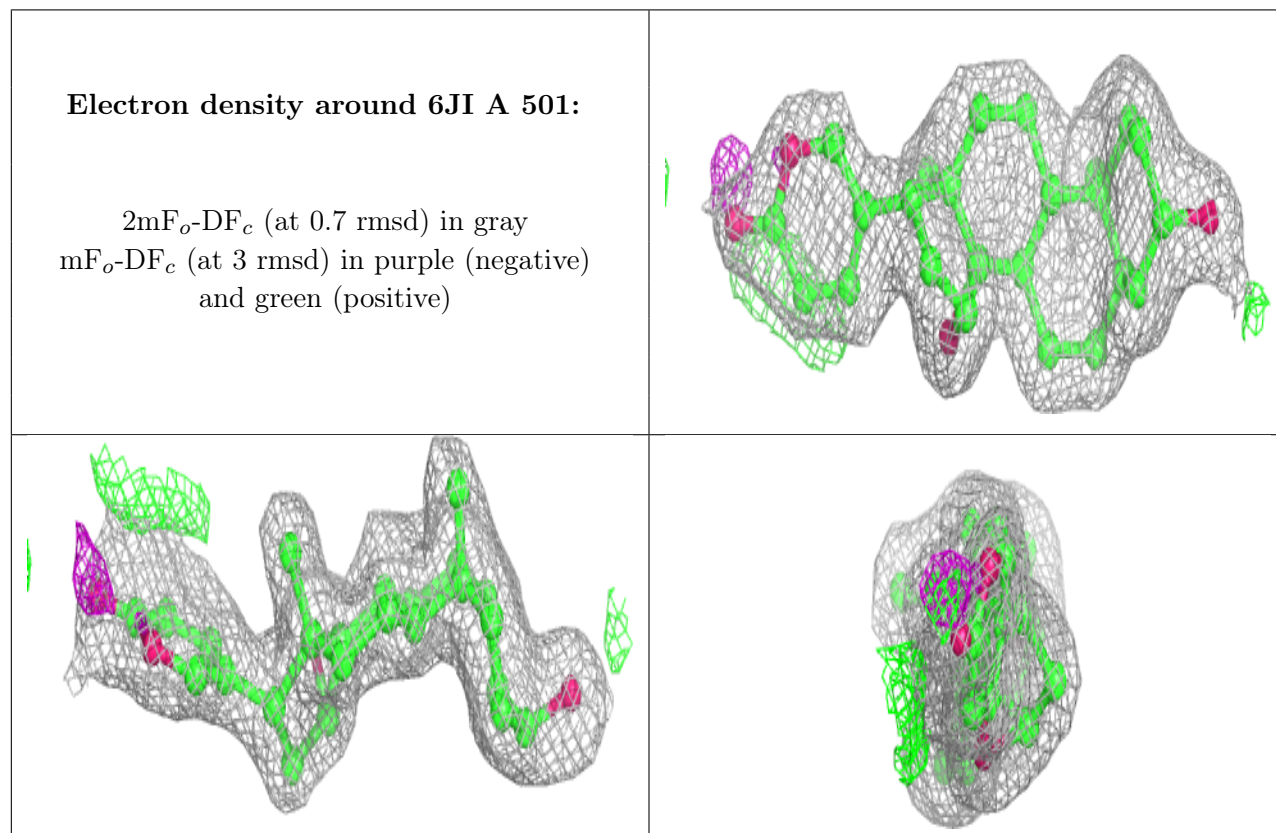 Electron density around 6JI A 501:
2mFo-DFc (at 0.7 rmsd) in gray
mFo-DFc (at 3 rmsd) in purple (negative)
and green (positive)